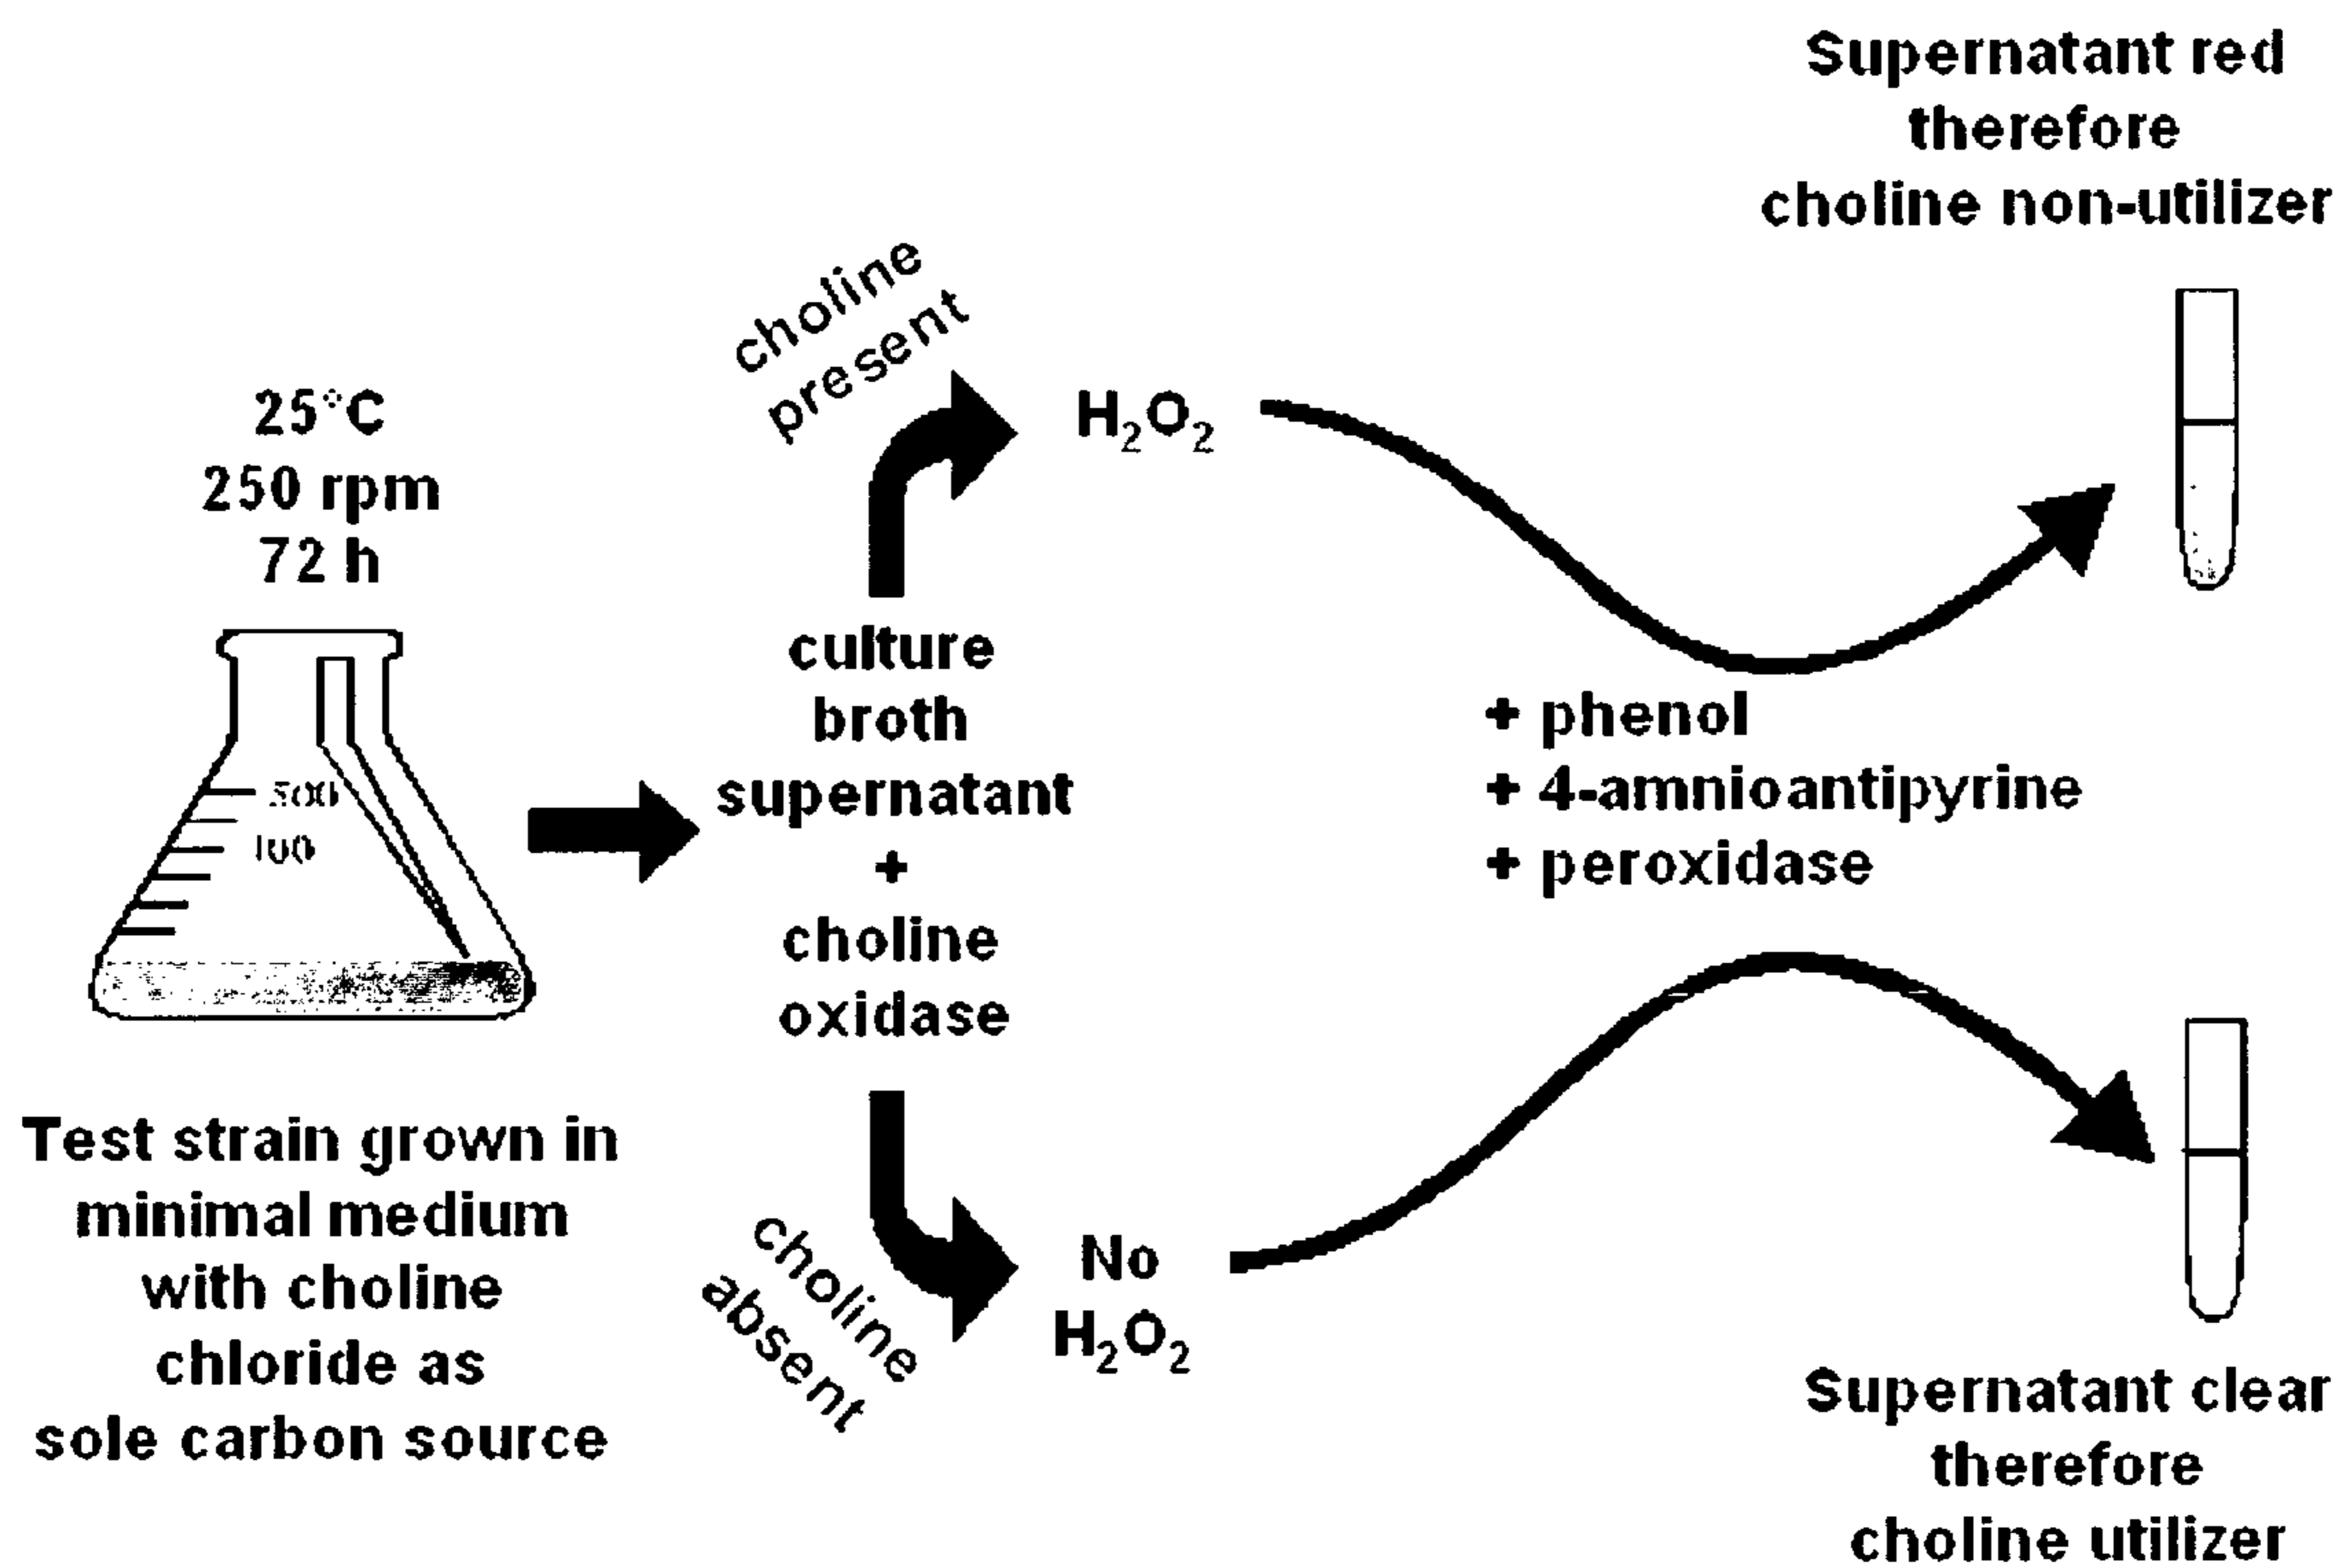 25°C
250 rpm
72 h
500
100
Test strain grown in
minimal medium
with choline
chloride as
sole carbon source
culture
broth
supernatant
+
choline
oxidase
choline
present
H₂O₂
choline
absent
No
H₂O₂
+ phenol
+ 4-amnioantipyrine
+ peroxidase
Supernatant red
therefore
choline non-utilizer
Supernatant clear
therefore
choline utilizer